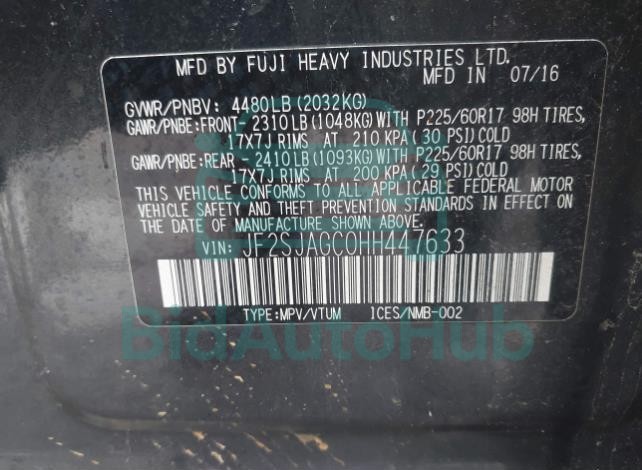 MFD BY FUJI HEAVY INDUSTRIES LTD.
MFD IN 07/16
GVWR/PNBV: 4480LB(2032KG)
GAWR/PNBE:FRONT- 2310LB(1048KG)WITH P225/60R17 98H TIRES,
17X7J RIMS AT 210 KPA(30 PSI)COLD
GAWR/PNBE:REAR - 2410LB(1093KG)WITH P225/60R17 98H TIRES,
17X7J RIMS AT 200 KPA(29 PSI)COLD
THIS VEHICLE CONFORMS TO ALL APPLICABLE FEDERAL MOTOR
VEHICLE SAFETY AND THEFT PREVENTION STANDARDS IN EFFECT ON
THE DATE OF MANUFACTURE SHOWN ABOVE.
VIN: JF2SJAGC0HH447633
TYPE:MPV/VTUM ICES/NMB-002
BidAutoHub